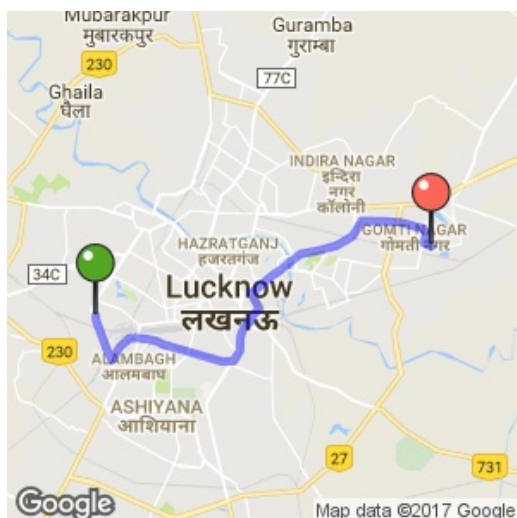 Mubarakpur
मुबारकपुर
230
Ghaila
घैला
Guramba
गुराम्बा
77C
INDIRA NAGAR
इन्दिरा
नगर
कॉलोनी
GOMTI NAGAR
गोमती नगर
HAZRATGANJ
हजरतगंज
34C
Lucknow
लखनऊ
230
ALAMBAGH
आलमबाघ
ASHIYANA
आशियाना
27
731
Google
Map data ©2017 Google